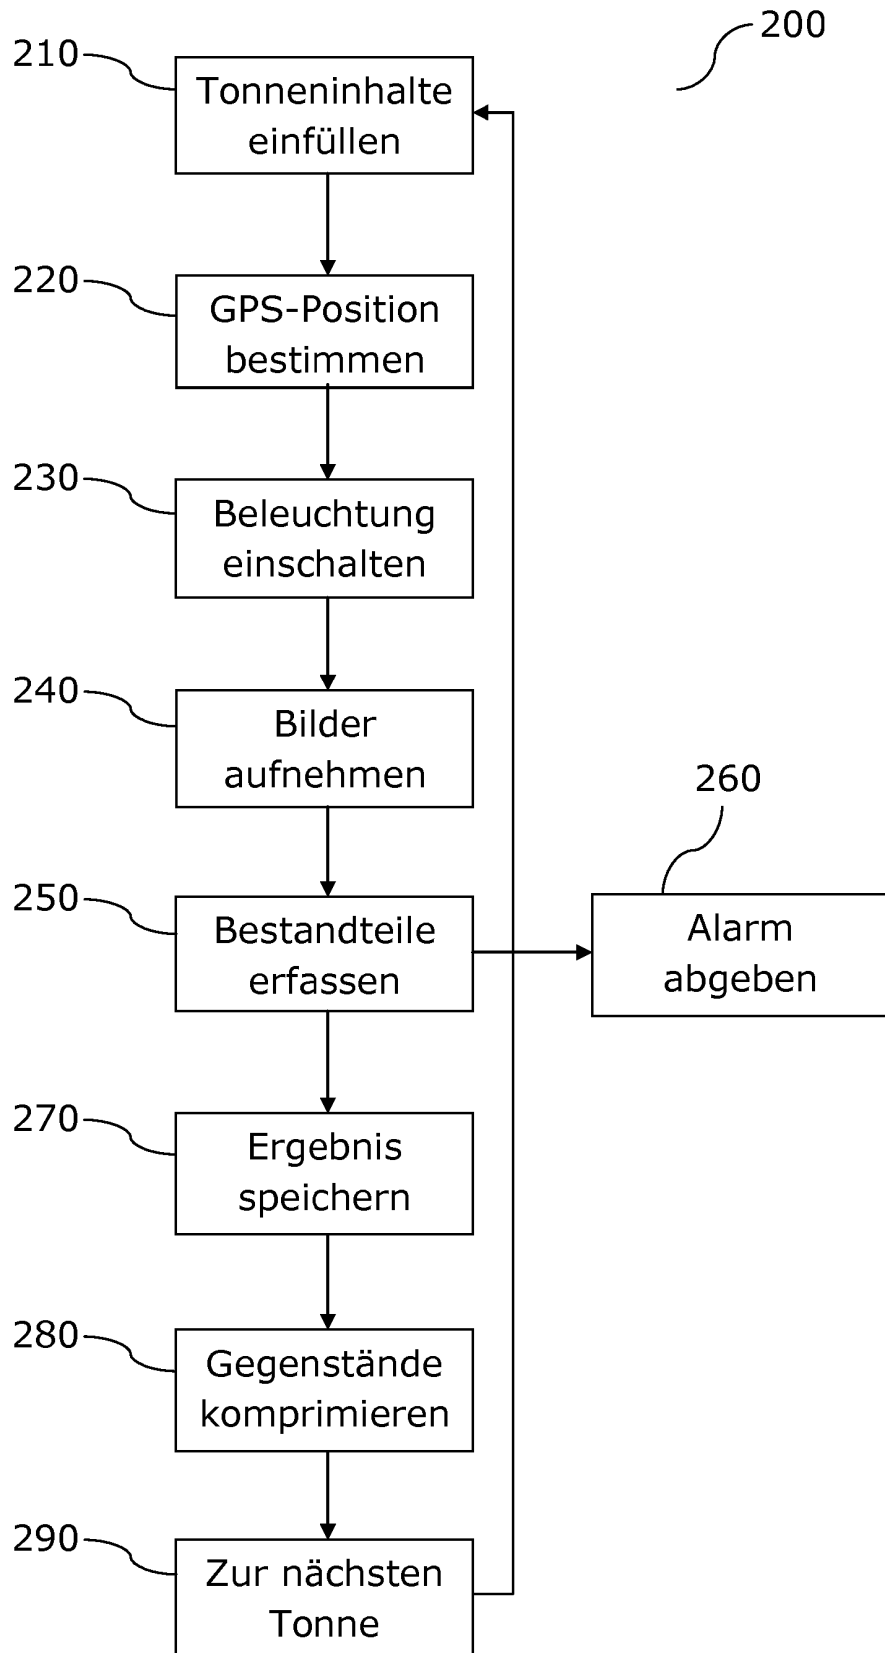 200
210
Tonneninhalte
einfüllen
220
GPS-Position
bestimmen
230
Beleuchtung
einschalten
240
Bilder
aufnehmen
250
Bestandteile
erfassen
260
Alarm
abgeben
270
Ergebnis
speichern
280
Gegenstände
komprimieren
290
Zur nächsten
Tonne